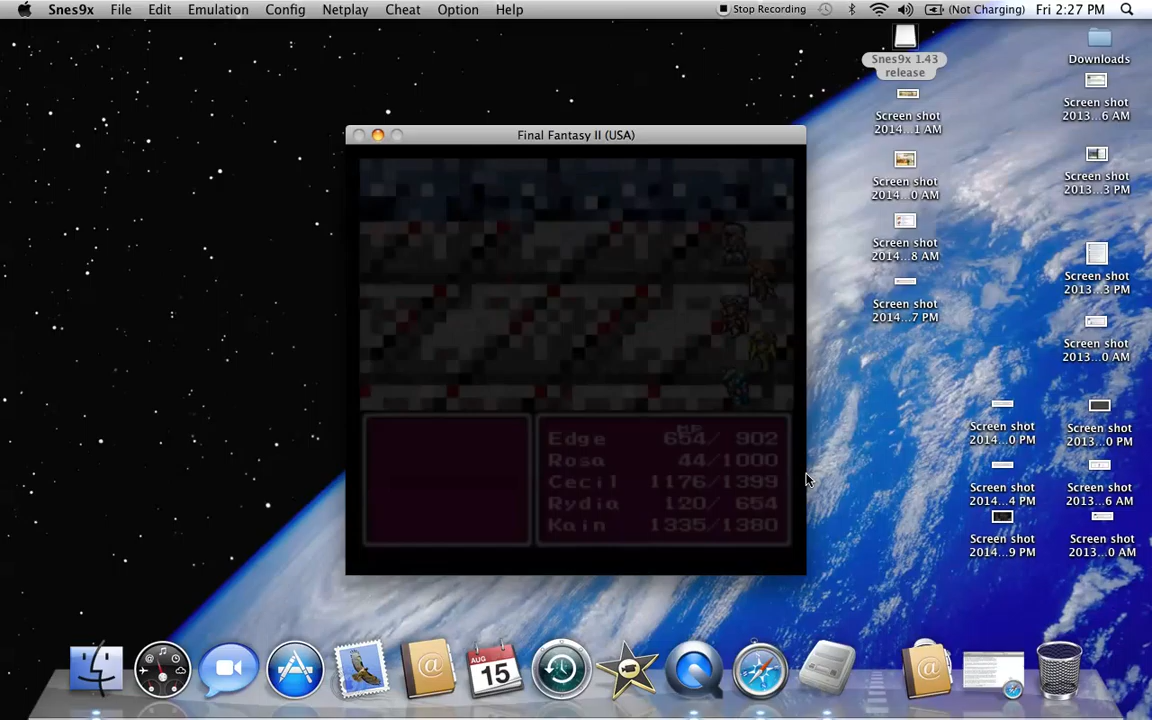 Snes9x File Edit Emulation Config Netplay Cheat Option Help Stop Recording (Not Charging) Fri 2:27 PM
Snes9x 1.43
release
Downloads
Screen shot
2014...1 AM
Screen shot
2013...6 AM
Screen shot
2014...0 AM
Screen shot
2013...3 PM
Screen shot
2014...8 AM
Screen shot
2013...3 PM
Screen shot
2014...7 PM
Screen shot
2013...0 AM
Screen shot
2014...0 PM
Screen shot
2013...0 PM
Screen shot
2014...4 PM
Screen shot
2013...6 AM
Screen shot
2014...9 PM
Screen shot
2013...0 AM
Final Fantasy II (USA)
Edge 654/ 902
Rosa 44/1000
Cecil 1176/1399
Rydia 120/ 654
Kain 1335/1380
AUG
15